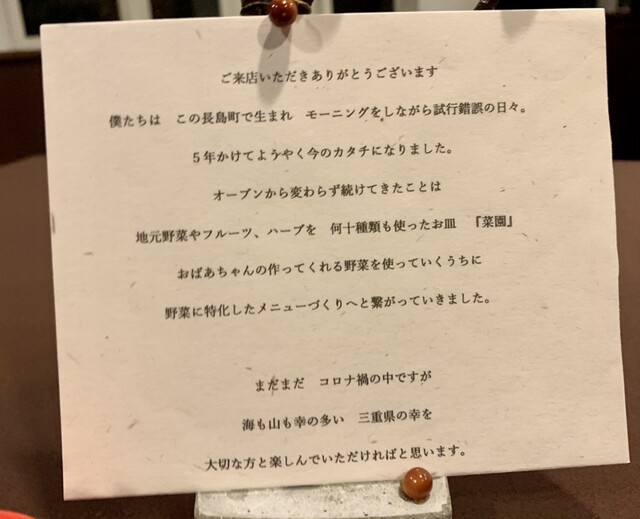 ご来店いただきありがとうございます
僕たちは　この長島町で生まれ　モーニングをしながら試行錯誤の日々。
５年かけてようやく今のカタチになりました。
オープンから変わらず続けてきたことは
地元野菜やフルーツ、ハーブを　何十種類も使ったお皿　『菜園』
おばあちゃんの作ってくれる野菜を使っていくうちに
野菜に特化したメニューづくりへと繋がっていきました。
まだまだ　コロナ禍の中ですが
海も山も幸の多い　三重県の幸を
大切な方と楽しんでいただければと思います。